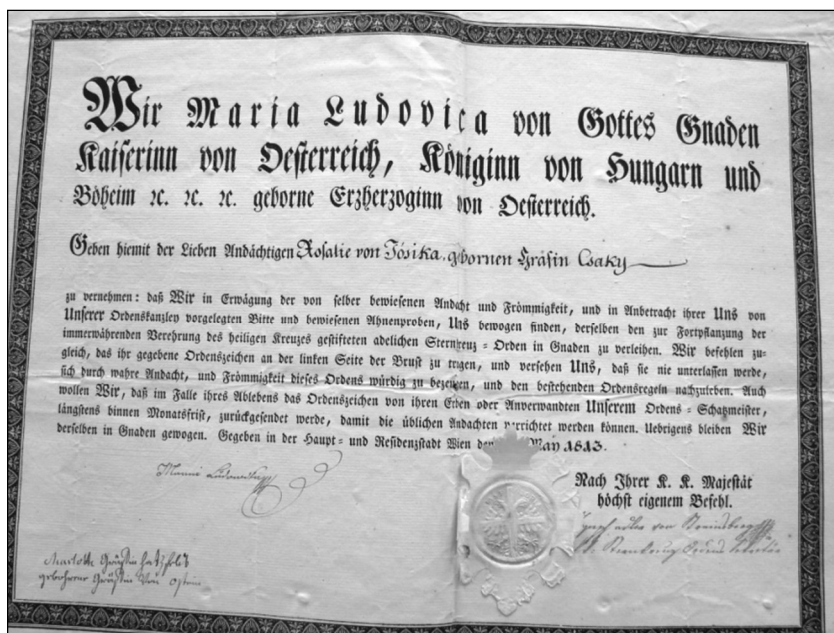 Wir Maria Ludovica von Gottes Gnaden
Kaiserinn von Oesterreich, Königinn von Hungarn und
Böheim ꝛc. ꝛc. ꝛc. geborne Erzherzoginn von Oesterreich.
Geben hiemit der Lieben Andächtigen Rosalie von Jósika, gbornen Gräfin Csaky
zu vernehmen: daß Wir in Erwägung der von selber bewiesenen Andacht und Frömmigkeit, und in Anbetracht ihrer Uns von
Unserer Ordenskanzley vorgelegten Bitte und bewiesenen Ahnenproben, Uns bewogen finden, derselben den zur Fortpflanzung der
immerwährenden Verehrung des heiligen Kreuzes gestifteten adelichen Sternkreuz-Orden in Gnaden zu verleihen. Wir befehlen zu-
gleich, das ihr gegebene Ordenszeichen an der linken Seite der Brust zu tragen, und versehen Uns, daß sie nie unterlassen werde,
sich durch wahre Andacht, und Frömmigkeit dieses Ordens würdig zu bezeigen, und den bestehenden Ordensregeln nachzuleben. Auch
wollen Wir, daß im Falle ihres Ablebens das Ordenszeichen von ihren Erben oder Anverwandten Unserem Ordens-Schatzmeister,
längstens binnen Monatsfrist, zurückgesendet werde, damit die üblichen Andachten verrichtet werden können. Uebrigens bleiben Wir
derselben in Gnaden gewogen. Gegeben in der Haupt- und Residenzstadt Wien den May 1813.
Nach Ihrer K. K. Majestät
höchst eigenem Befehl.